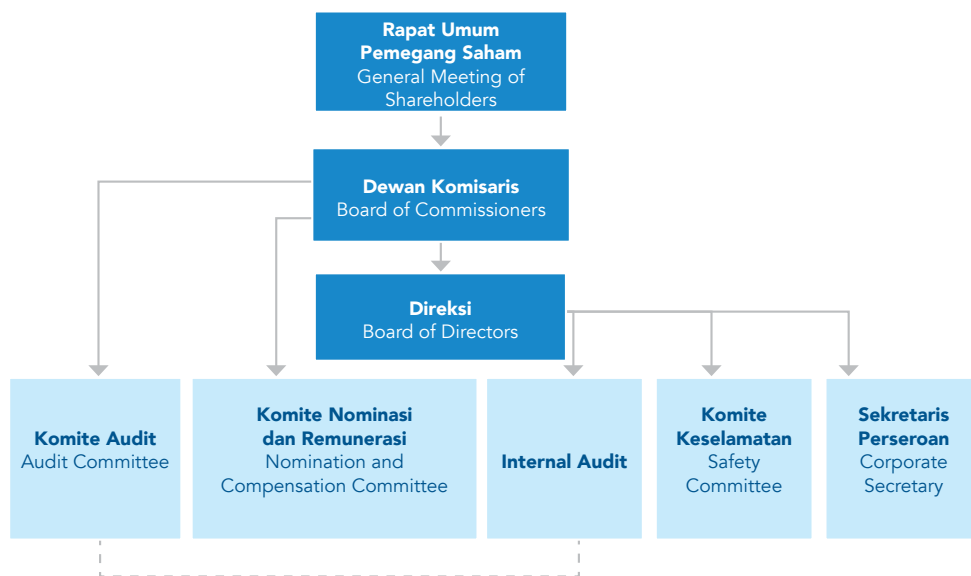 Rapat Umum
Pemegang Saham
General Meeting of
Shareholders
Dewan Komisaris
Board of Commissioners
Direksi
Board of Directors
Komite Audit
Audit Committee
Komite Nominasi
dan Remunerasi
Nomination and
Compensation Committee
Internal Audit
Komite
Keselamatan
Safety
Committee
Sekretaris
Perseroan
Corporate
Secretary